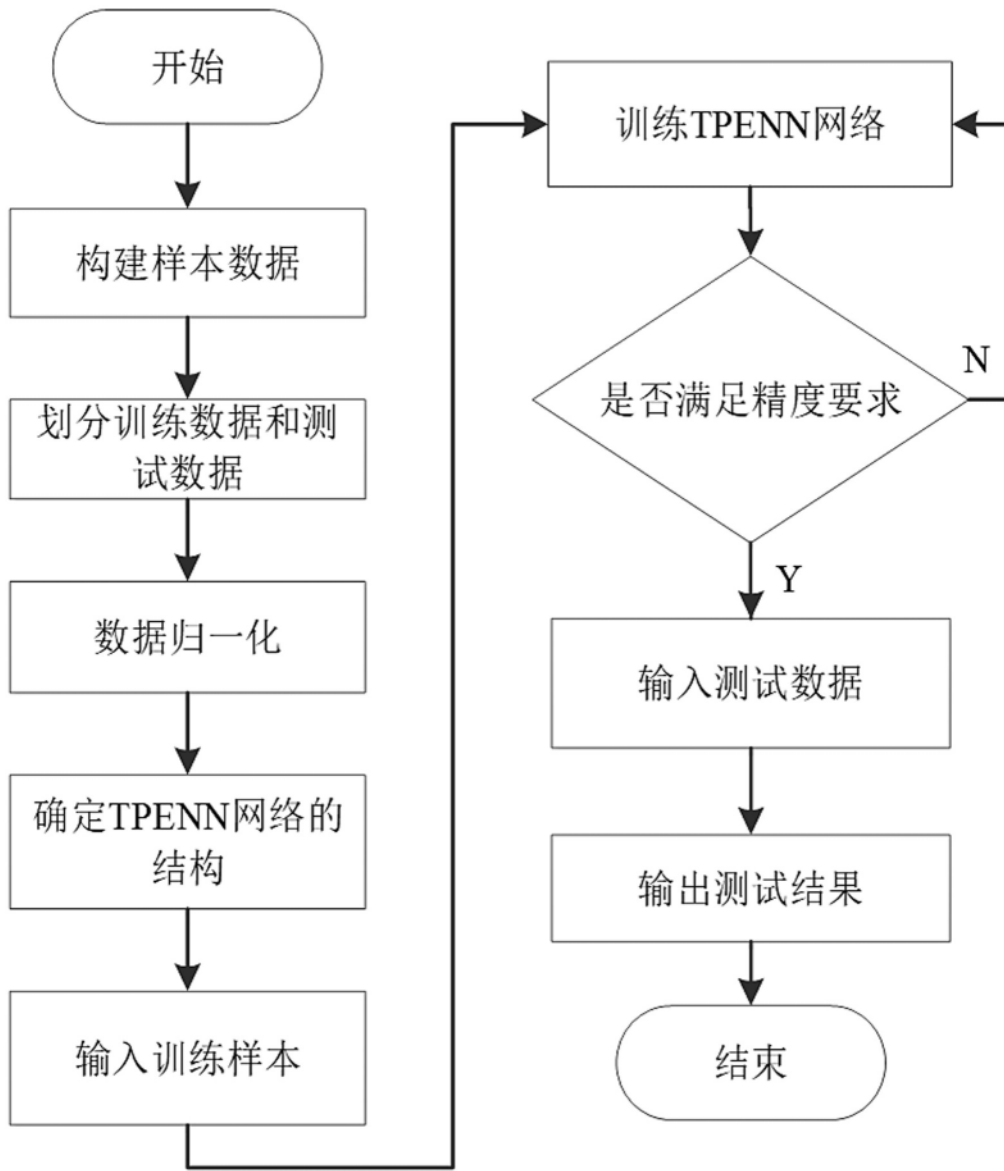 开始
构建样本数据
划分训练数据和测
试数据
数据归一化
确定TPENN网络的
结构
输入训练样本
训练TPENN网络
是否满足精度要求
N
Y
输入测试数据
输出测试结果
结束